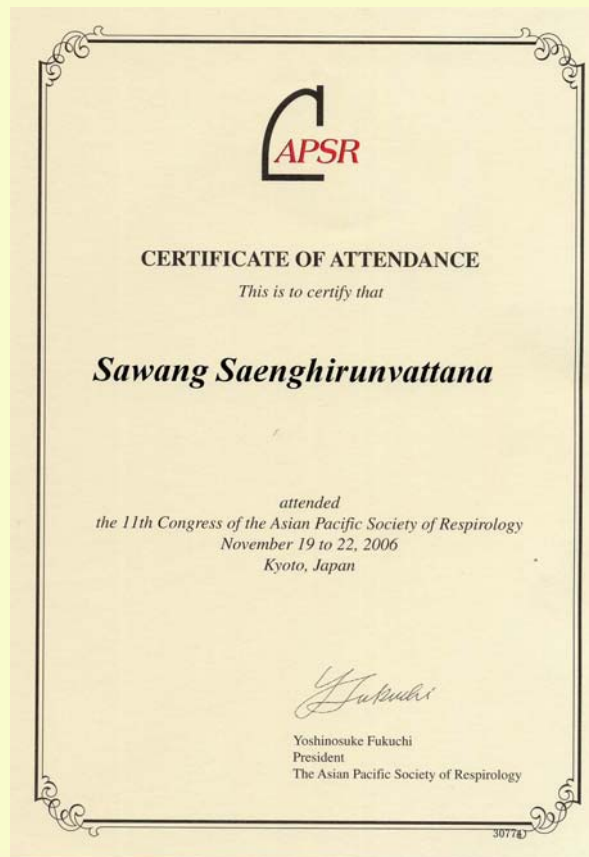 APSR
CERTIFICATE OF ATTENDANCE
This is to certify that
Sawang Saenghirunvattana
attended
the 11th Congress of the Asian Pacific Society of Respirology
November 19 to 22, 2006
Kyoto, Japan
Y Fukuchi
Yoshinosuke Fukuchi
President
The Asian Pacific Society of Respirology